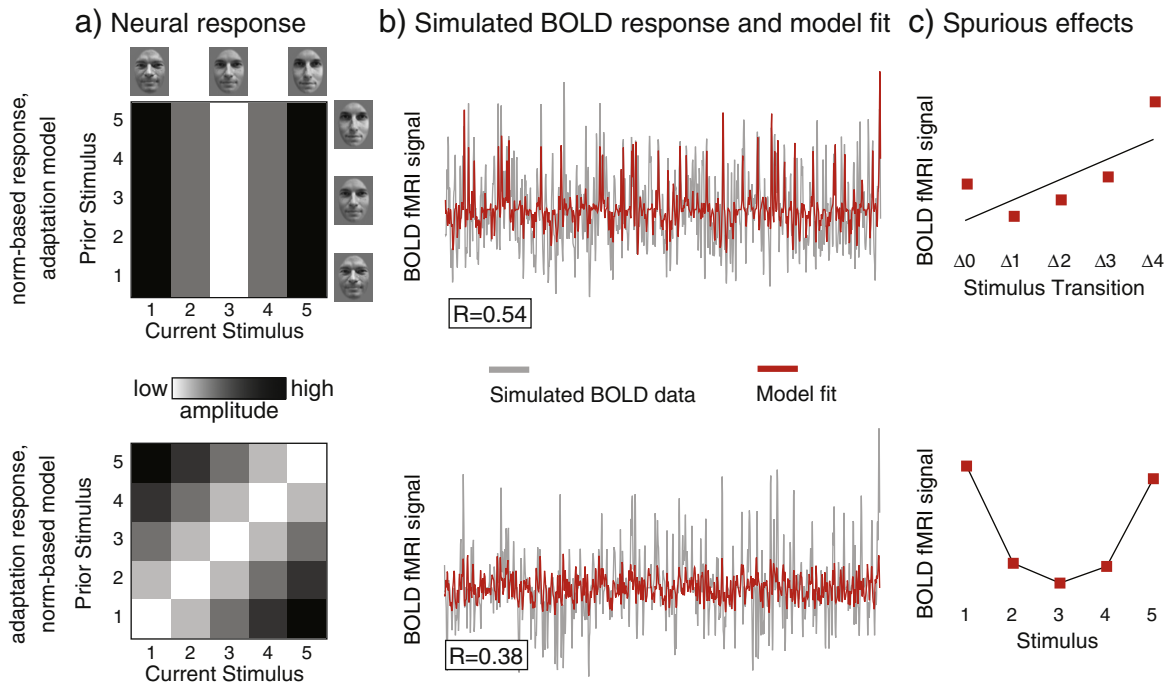 a) Neural response
b) Simulated BOLD response and model fit
c) Spurious effects
norm-based response,
adaptation model
Prior Stimulus
5
4
3
2
1
1 2 3 4 5
Current Stimulus
BOLD fMRI signal
R=0.54
BOLD fMRI signal
Δ0 Δ1 Δ2 Δ3 Δ4
Stimulus Transition
low high
amplitude
Simulated BOLD data
Model fit
adaptation response,
norm-based model
Prior Stimulus
5
4
3
2
1
1 2 3 4 5
Current Stimulus
BOLD fMRI signal
R=0.38
BOLD fMRI signal
1 2 3 4 5
Stimulus